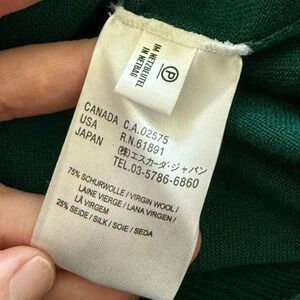 P
IM NETZBEUTEL
IN NETBAG
CANADA C.A.02575
USA R.N.61891
JAPAN (株)エスカーダ・ジャパン
TEL.03-5786-6860
75% SCHURWOLLE / VIRGIN WOOL /
LAINE VIERGE / LANA VIRGEN /
LÃ VIRGEM
25% SEIDE / SILK / SOIE / SEDA